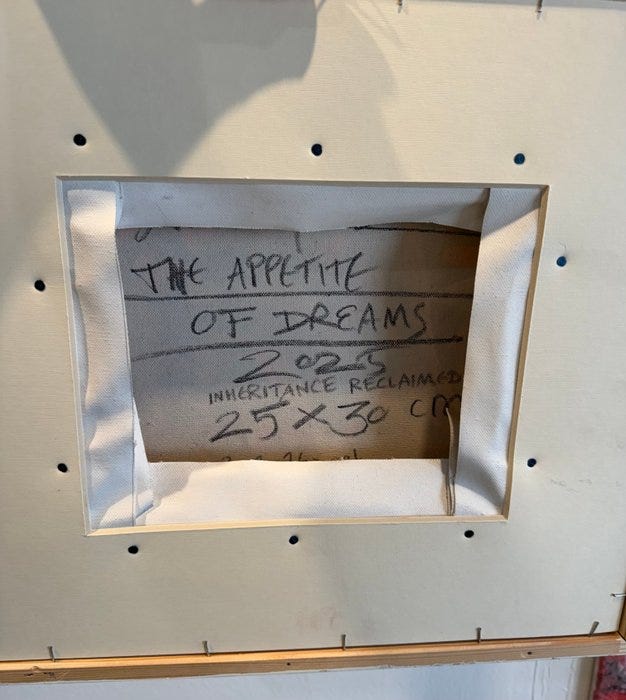 THE APPETITE
OF DREAMS
2025
INHERITANCE RECLAIMED
25 X 30 cm